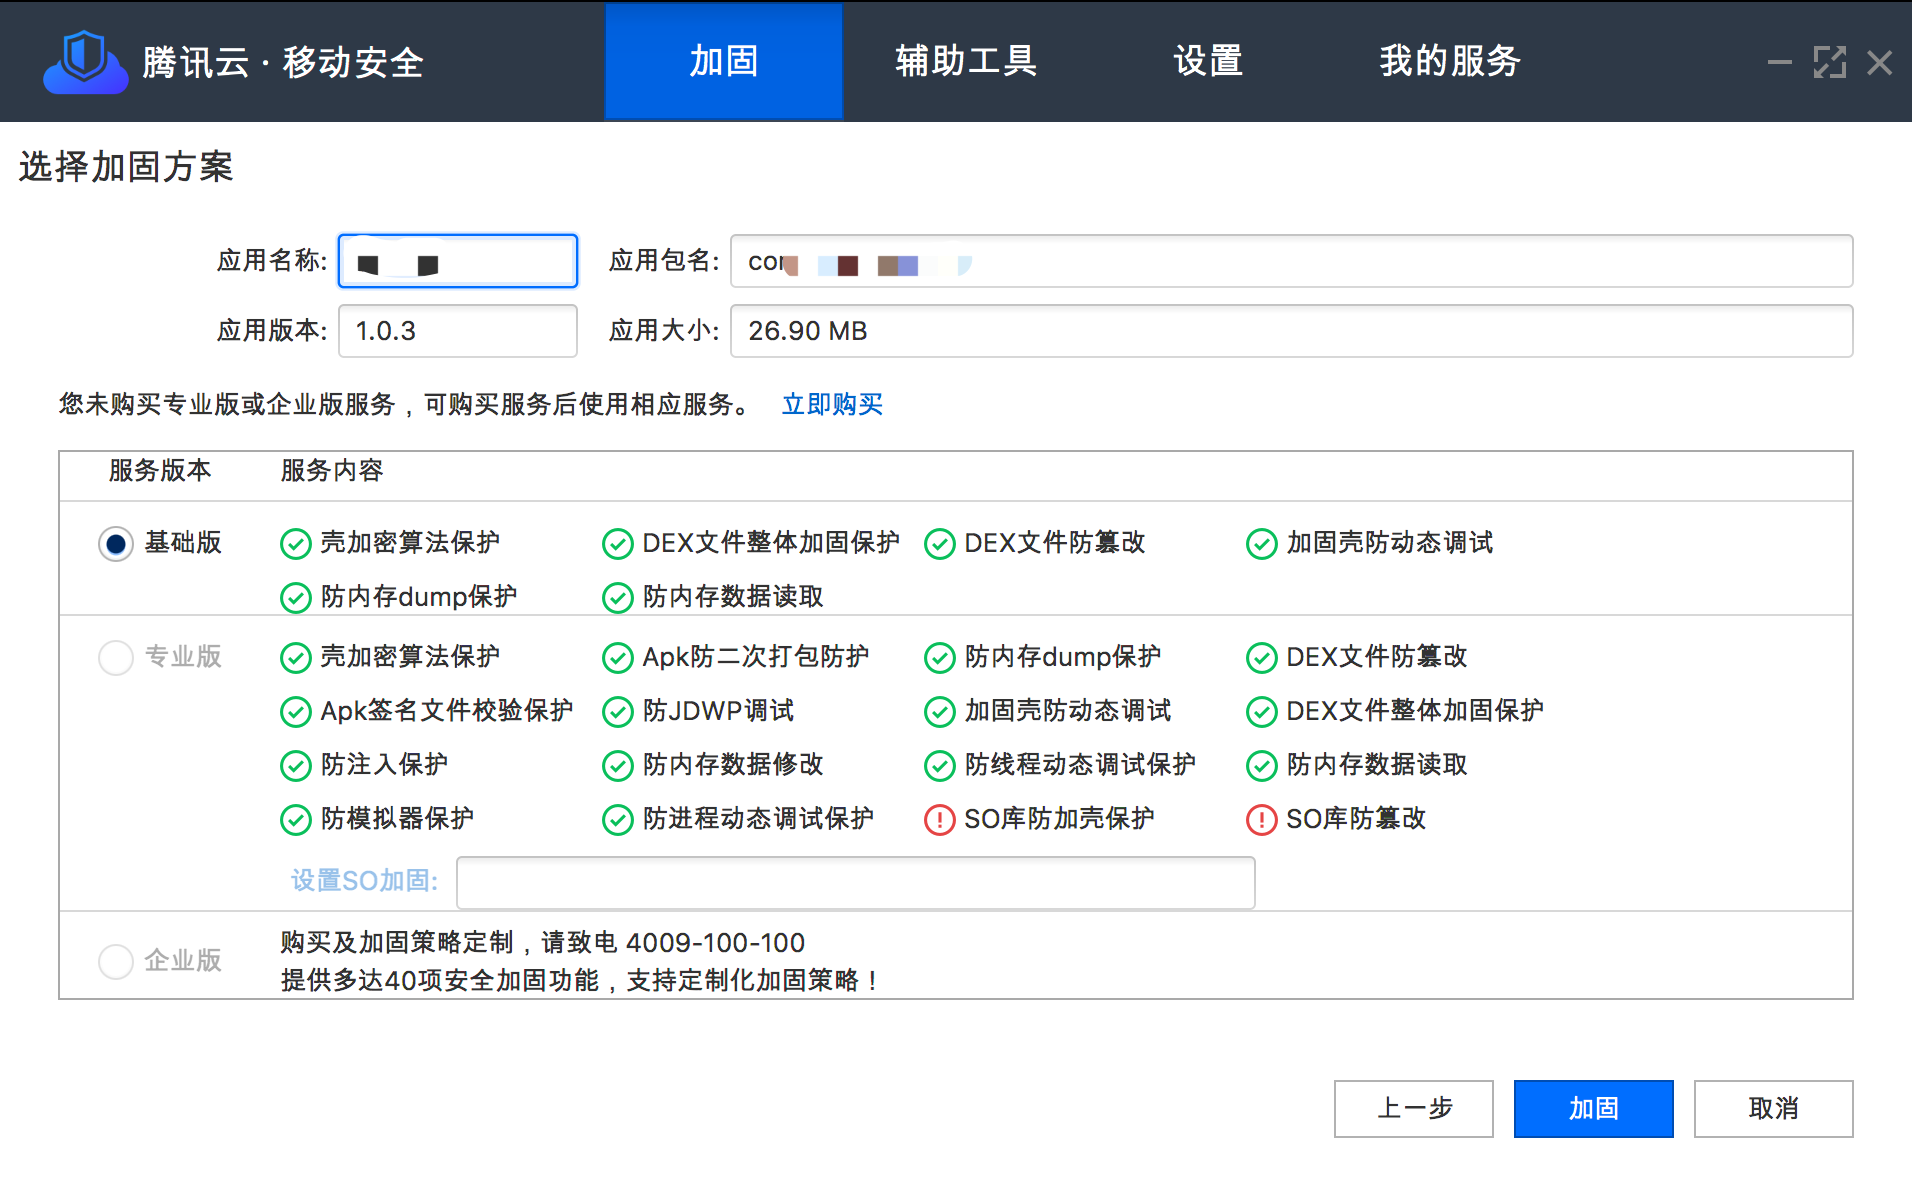 腾讯云 · 移动安全 加固 辅助工具 设置 我的服务
选择加固方案
应用名称: 应用包名:
应用版本: 1.0.3 应用大小: 26.90 MB
您未购买专业版或企业版服务，可购买服务后使用相应服务。 立即购买
服务版本 服务内容
基础版 壳加密算法保护 DEX文件整体加固保护 DEX文件防篡改 加固壳防动态调试
防内存dump保护 防内存数据读取
专业版 壳加密算法保护 Apk防二次打包防护 防内存dump保护 DEX文件防篡改
Apk签名文件校验保护 防JDWP调试 加固壳防动态调试 DEX文件整体加固保护
防注入保护 防内存数据修改 防线程动态调试保护 防内存数据读取
防模拟器保护 防进程动态调试保护 SO库防加壳保护 SO库防篡改
设置SO加固:
企业版 购买及加固策略定制，请致电 4009-100-100
提供多达40项安全加固功能，支持定制化加固策略！
上一步 加固 取消